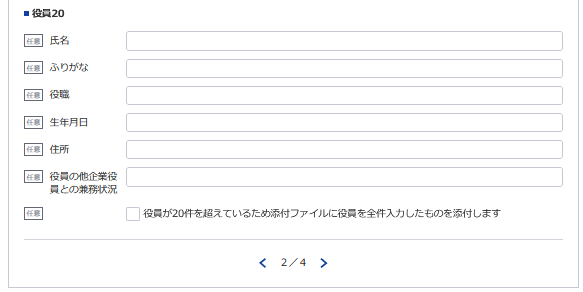 ■役員20
任意 氏名
任意 ふりがな
任意 役職
任意 生年月日
任意 住所
任意 役員の他企業役
員との兼務状況
任意 役員が20件を超えているため添付ファイルに役員を全件入力したものを添付します
2／4